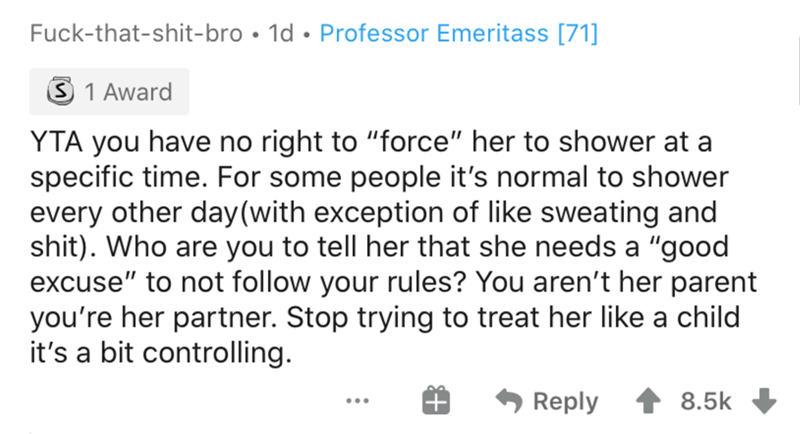 Fuck-that-shit-bro • 1d • Professor Emeritass [71]
S 1 Award
YTA you have no right to “force” her to shower at a
specific time. For some people it’s normal to shower
every other day(with exception of like sweating and
shit). Who are you to tell her that she needs a “good
excuse” to not follow your rules? You aren’t her parent
you’re her partner. Stop trying to treat her like a child
it’s a bit controlling.
••• Reply 8.5k